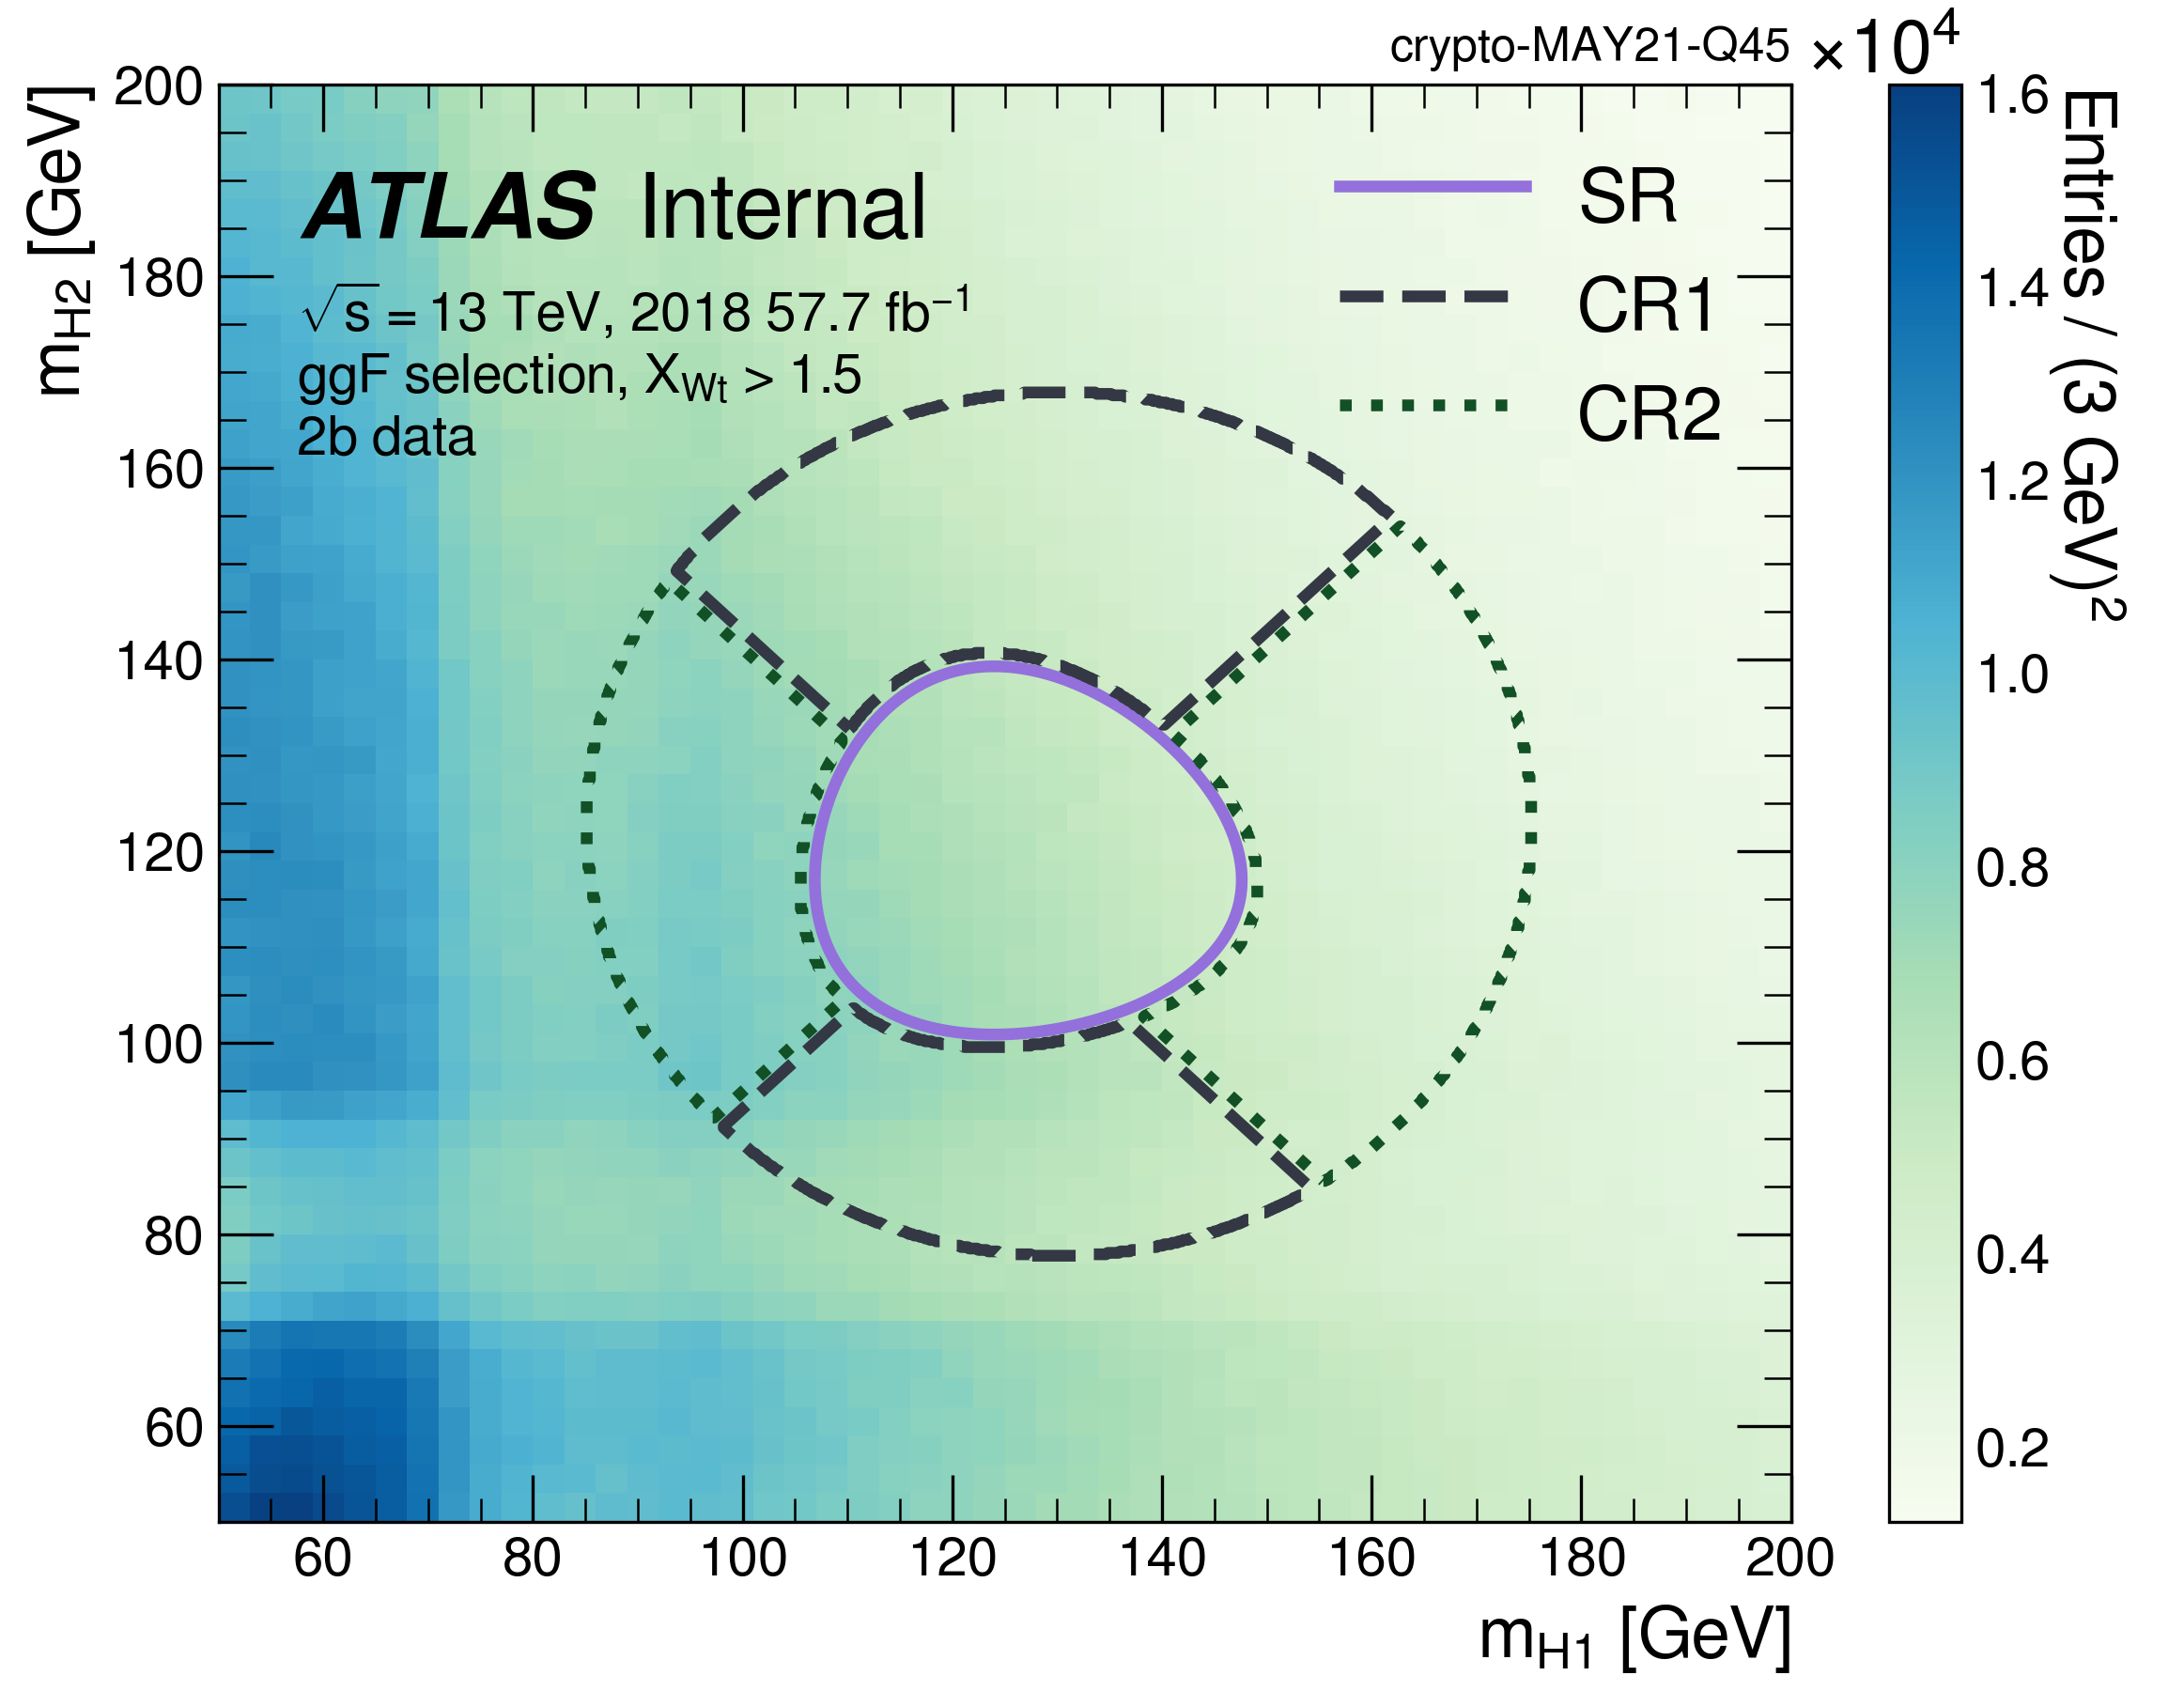 crypto-MAY21-Q45 ×10⁴
ATLAS Internal
√s = 13 TeV, 2018 57.7 fb⁻¹
ggF selection, X_Wt > 1.5
2b data
SR
CR1
CR2
m_H2 [GeV]
200
180
160
140
120
100
80
60
60 80 100 120 140 160 180 200
m_H1 [GeV]
1.6
1.4
1.2
1.0
0.8
0.6
0.4
0.2
Entries / (3 GeV)²